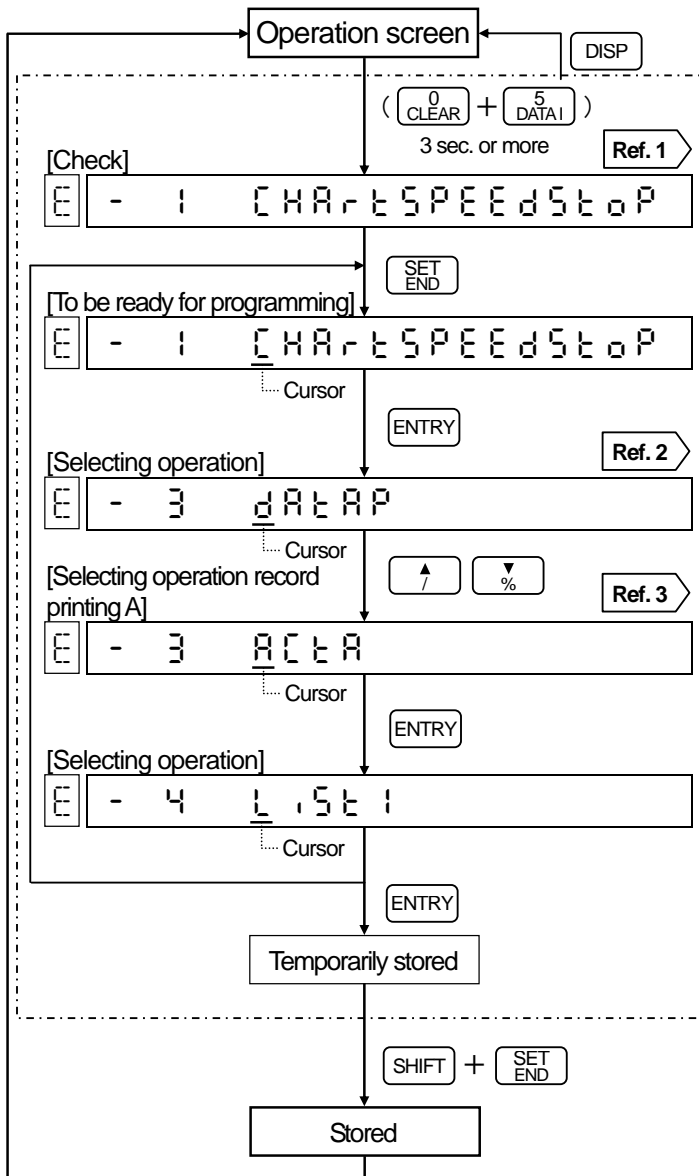 Operation screen
DISP
( 0 CLEAR + 5 DATA I )
3 sec. or more
Ref. 1
[Check]
E - 1 CHArtSPEEdStoP
SET END
[To be ready for programming]
E - 1 CHArtSPEEdStoP
Cursor
ENTRY
Ref. 2
[Selecting operation]
E - 3 dAtAP
Cursor
▲ / ▼ %
[Selecting operation record
printing A]
Ref. 3
E - 3 ACtA
Cursor
ENTRY
[Selecting operation]
E - 4 LiSt1
Cursor
ENTRY
Temporarily stored
SHIFT + SET END
Stored